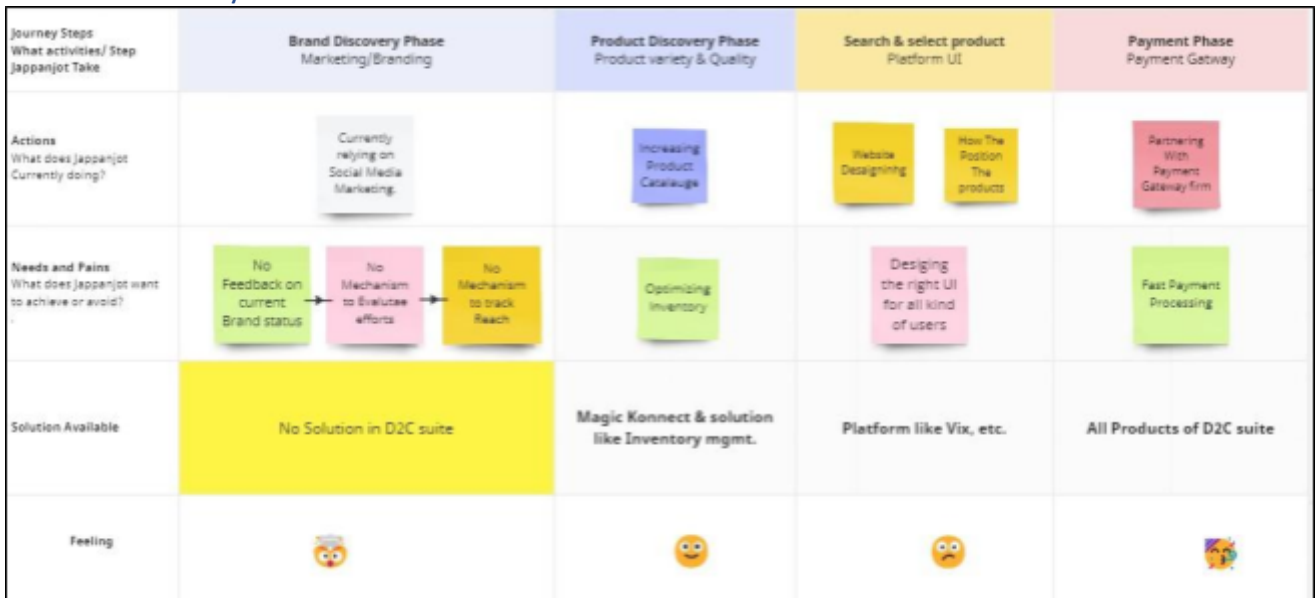 Journey Steps
What activities/ Step
Jappanjot Take
Brand Discovery Phase
Marketing/Branding
Product Discovery Phase
Product variety & Quality
Search & select product
Platform UI
Payment Phase
Payment Gatway
Actions
What does Jappanjot
Currently doing?
Currently
relying on
Social Media
Marketing.
Increasing
Product
Catalauge
Website
Desaigninhg
How The
Position
The
products
Partnering
With
Payment
Gateway firm
Needs and Pains
What does Jappanjot want
to achieve or avoid?
.
No
Feedback on
current
Brand status
No
Mechanism
to Evalutae
efforts
No
Mechanism
to track
Reach
Optimizing
Inventory
Desiging
the right UI
for all kind
of users
Fast Payment
Processing
Solution Available
No Solution in D2C suite
Magic Konnect & solution
like Inventory mgmt.
Platform like Vix, etc.
All Products of D2C suite
Feeling